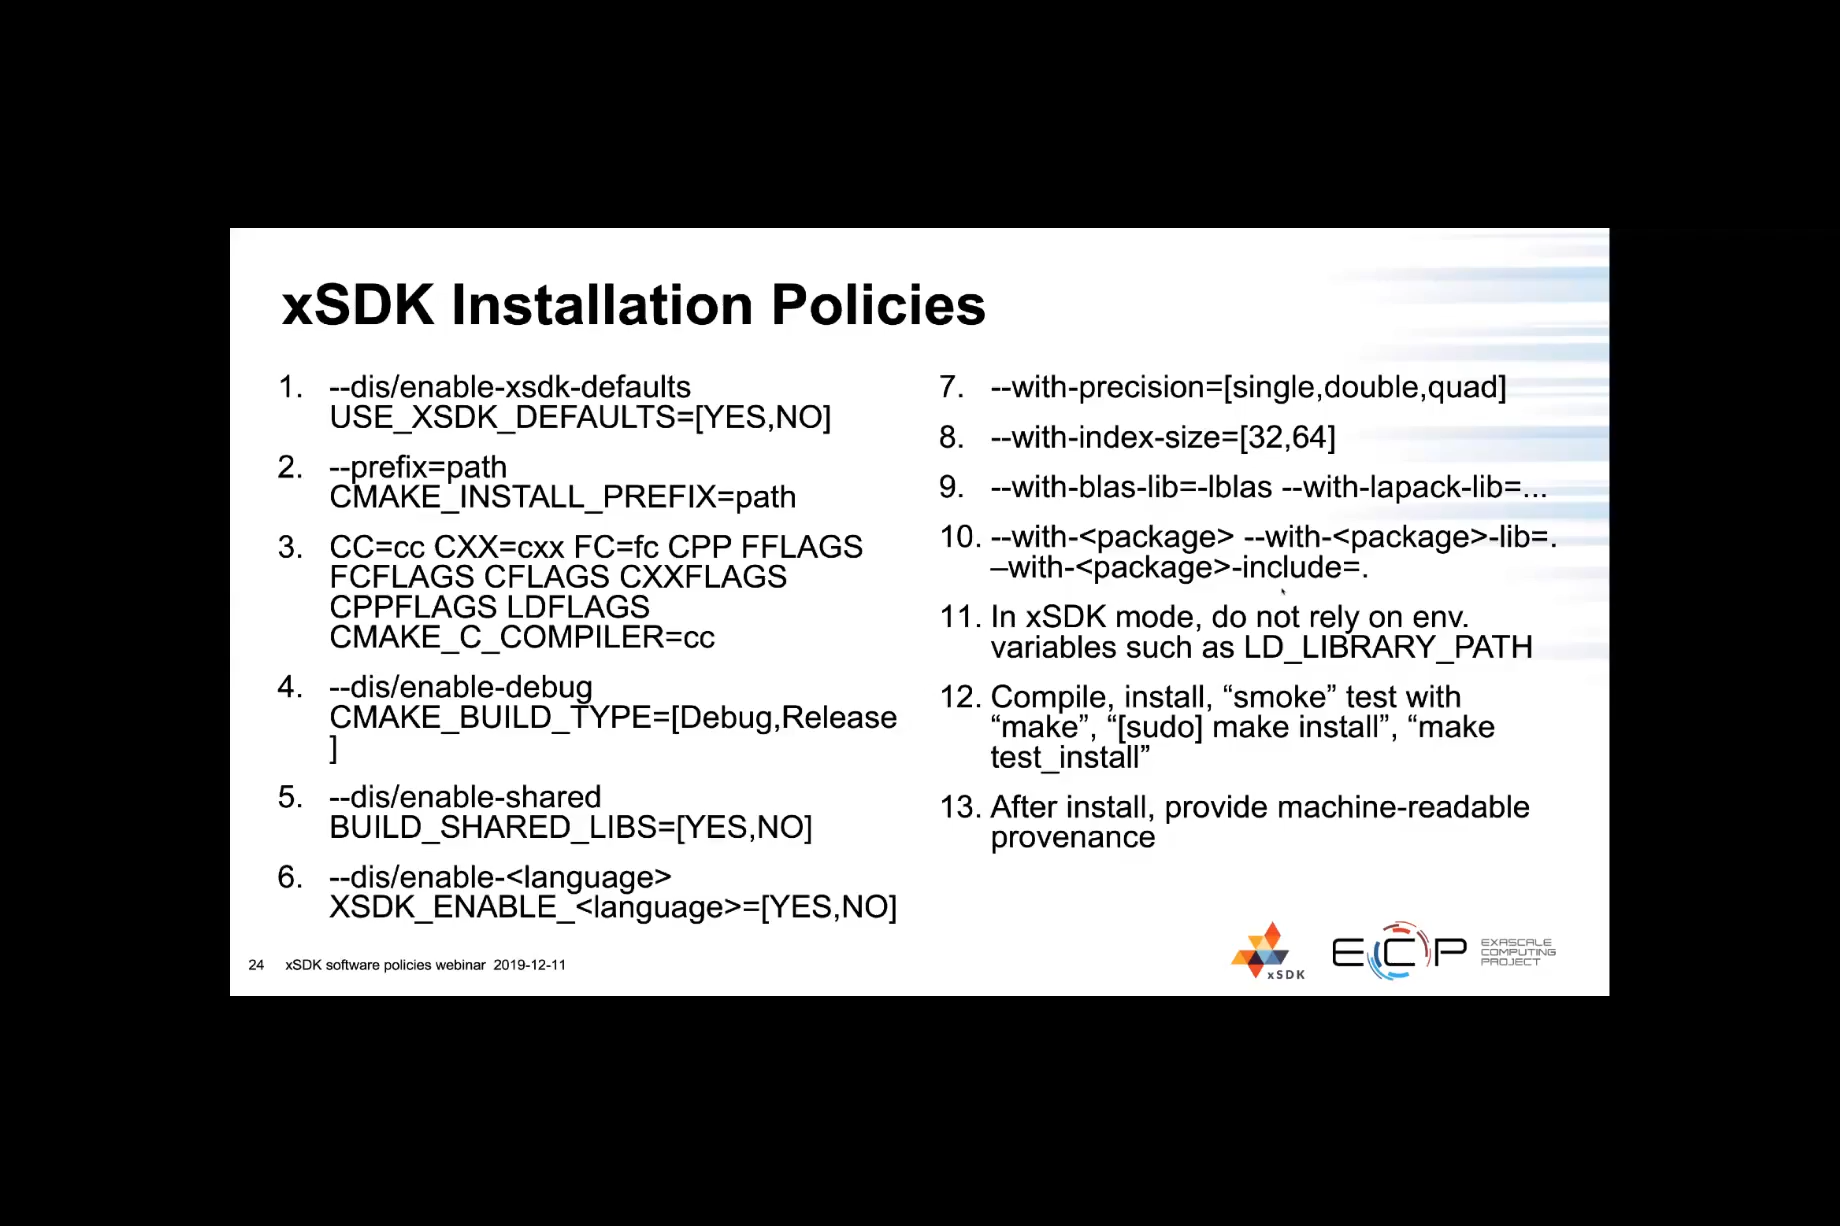 xSDK Installation Policies
1. --dis/enable-xsdk-defaults
USE_XSDK_DEFAULTS=[YES,NO]
2. --prefix=path
CMAKE_INSTALL_PREFIX=path
3. CC=cc CXX=cxx FC=fc CPP FFLAGS
FCFLAGS CFLAGS CXXFLAGS
CPPFLAGS LDFLAGS
CMAKE_C_COMPILER=cc
4. --dis/enable-debug
CMAKE_BUILD_TYPE=[Debug,Release
]
5. --dis/enable-shared
BUILD_SHARED_LIBS=[YES,NO]
6. --dis/enable-<language>
XSDK_ENABLE_<language>=[YES,NO]
7. --with-precision=[single,double,quad]
8. --with-index-size=[32,64]
9. --with-blas-lib=-lblas --with-lapack-lib=...
10. --with-<package> --with-<package>-lib=.
–with-<package>-include=.
11. In xSDK mode, do not rely on env.
variables such as LD_LIBRARY_PATH
12. Compile, install, “smoke” test with
“make”, “[sudo] make install”, “make
test_install”
13. After install, provide machine-readable
provenance
24 xSDK software policies webinar 2019-12-11
xSDK
ECP
EXASCALE
COMPUTING
PROJECT